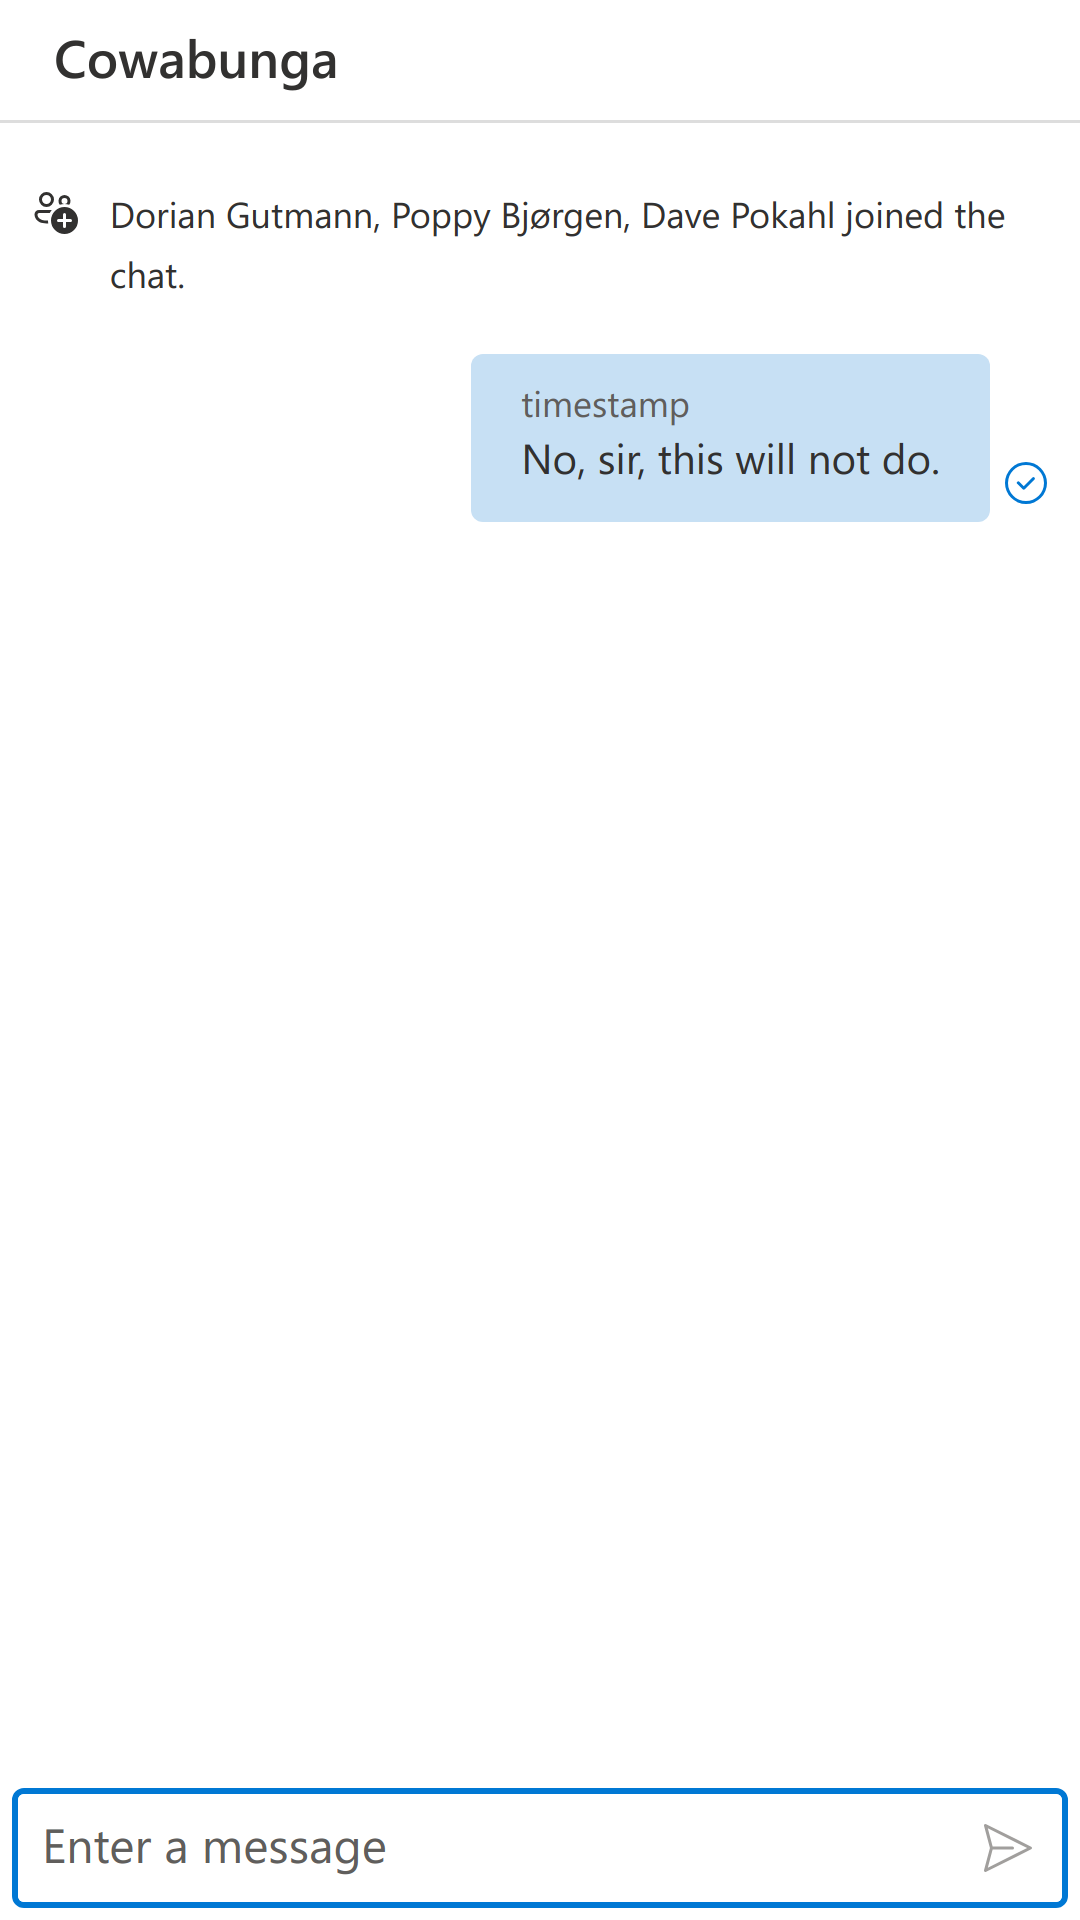 Cowabunga
Dorian Gutmann, Poppy Bjørgen, Dave Pokahl joined the
chat.
timestamp
No, sir, this will not do.
Enter a message